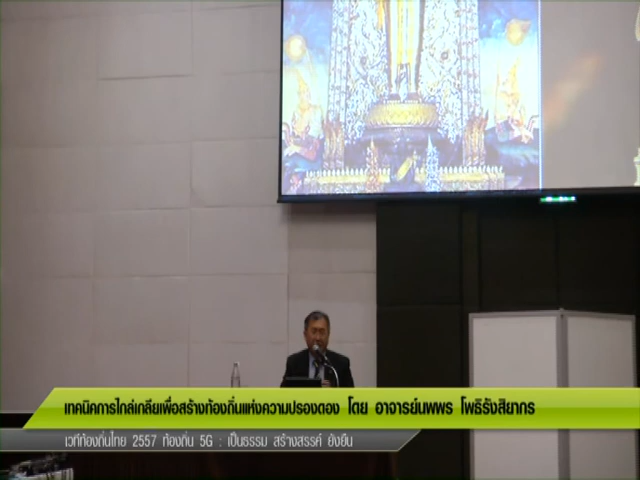 เทคนิคการไกล่เกลี่ยเพื่อสร้างท้องถิ่นแห่งความปรองดอง โดย อาจารย์นพพร โพธิรังสิยากร
เวทีท้องถิ่นไทย 2557 ท้องถิ่น 5G : เป็นธรรม สร้างสรรค์ ยั่งยืน